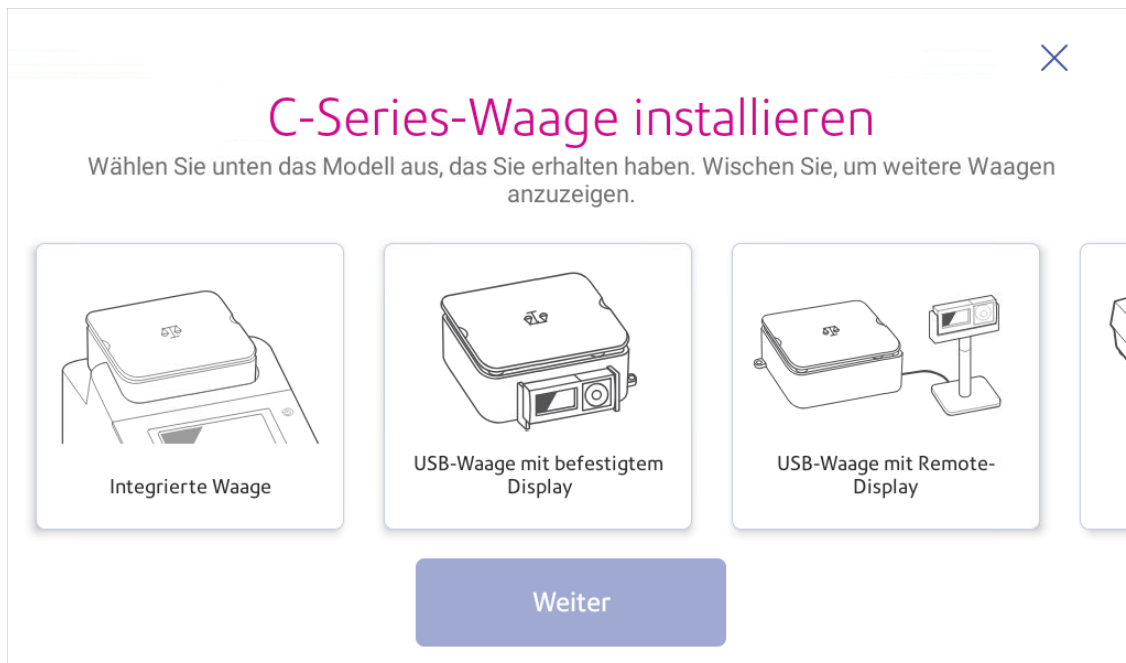 C-Series-Waage installieren
Wählen Sie unten das Modell aus, das Sie erhalten haben. Wischen Sie, um weitere Waagen
anzuzeigen.
Integrierte Waage
USB-Waage mit befestigtem
Display
USB-Waage mit Remote-
Display
Weiter